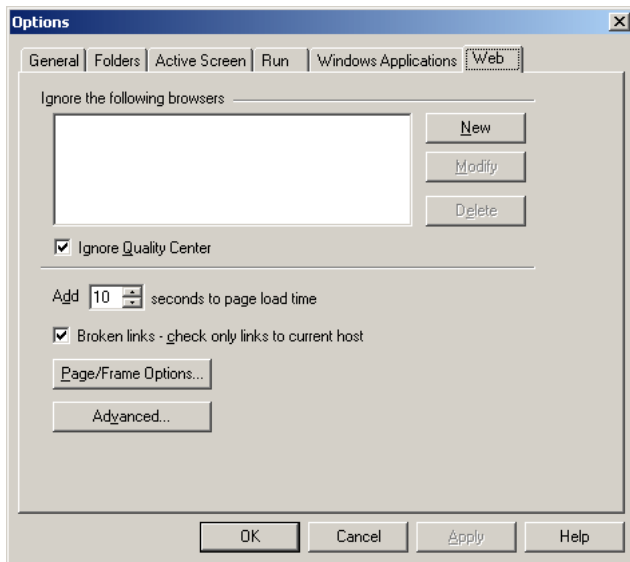 Options
General Folders Active Screen Run Windows Applications Web
Ignore the following browsers
New
Modify
Delete
Ignore Quality Center
Add 10 seconds to page load time
Broken links - check only links to current host
Page/Frame Options...
Advanced...
OK Cancel Apply Help